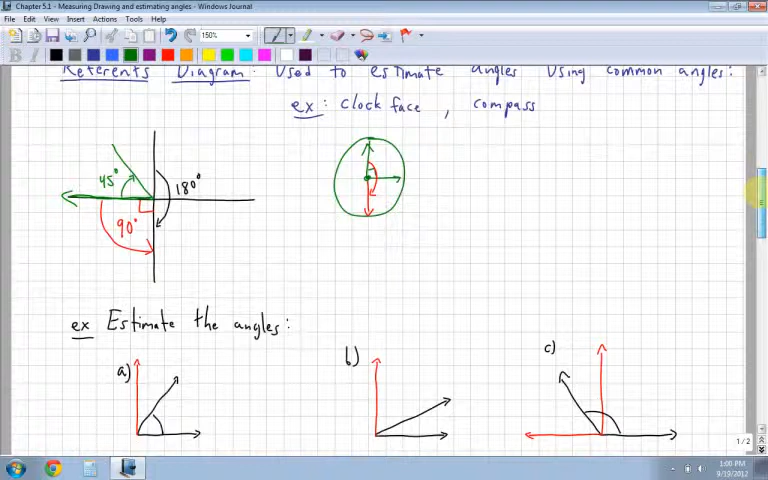 Chapter 5.1 - Measuring Drawing and estimating angles - Windows Journal
File Edit View Insert Actions Tools Help
150%
B I
Referents Diagram: Used to estimate angles using common angles:
ex: clock face, compass
45° 180°
90°
ex Estimate the angles:
a) b) c)
1 / 2
1:00 PM
9/19/2012